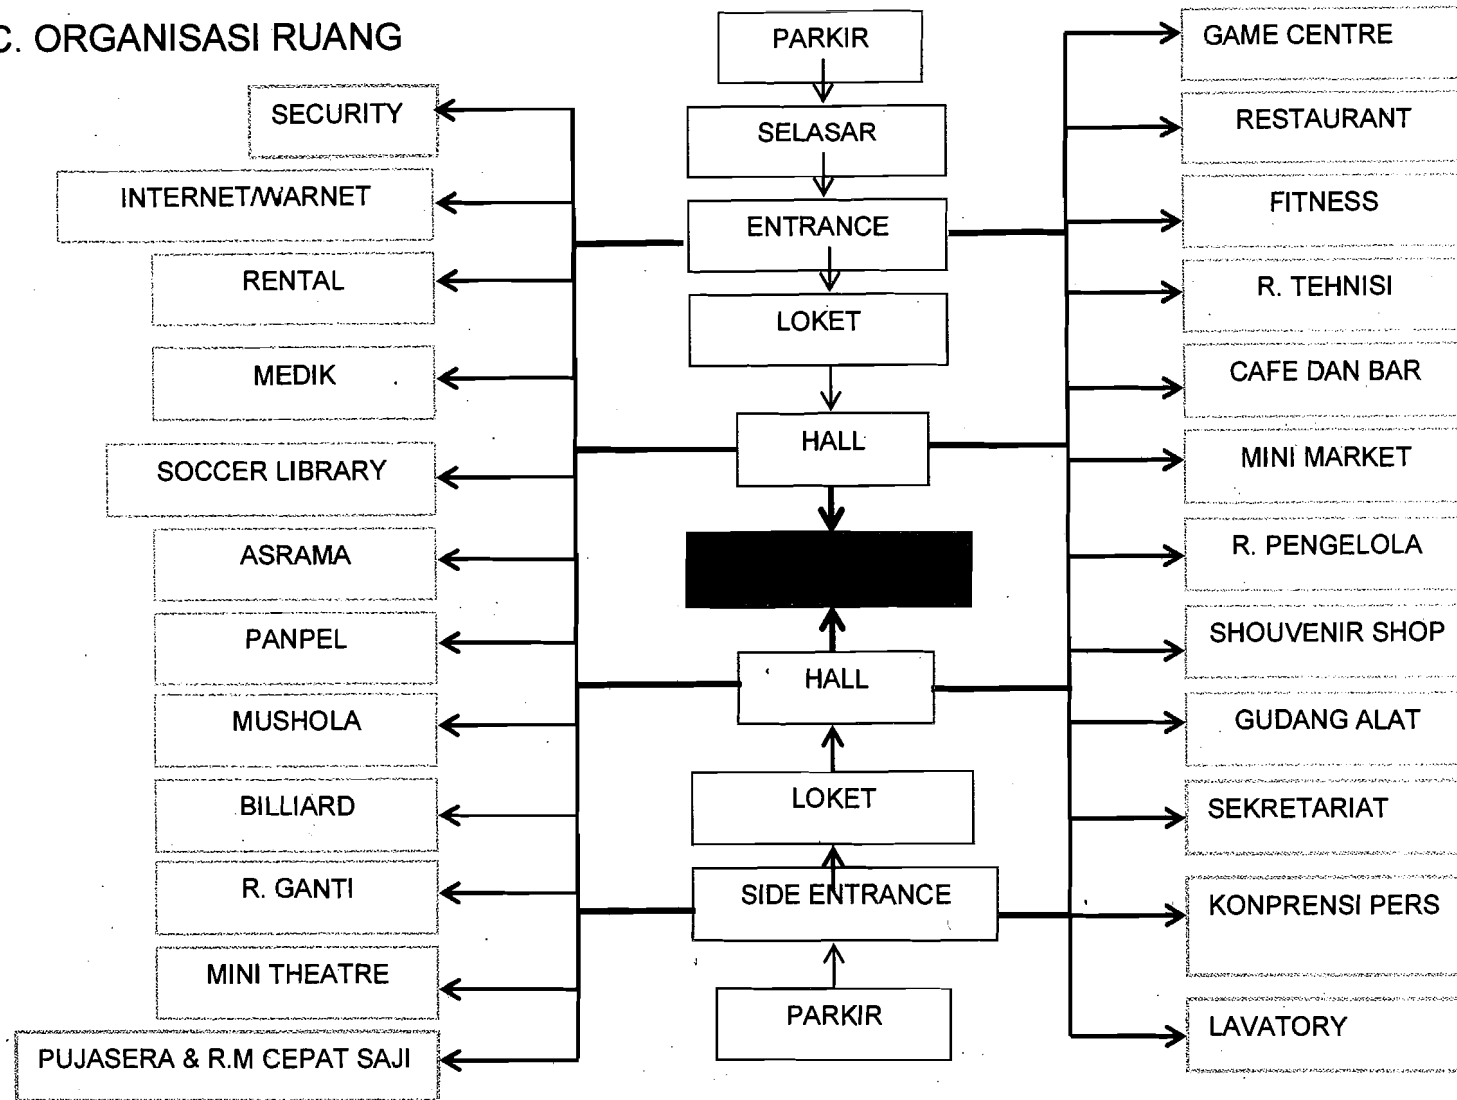 C. ORGANISASI RUANG
PARKIR
SELASAR
ENTRANCE
LOKET
HALL
HALL
LOKET
SIDE ENTRANCE
PARKIR
SECURITY
INTERNET/WARNET
RENTAL
MEDIK
SOCCER LIBRARY
ASRAMA
PANPEL
MUSHOLA
BILLIARD
R. GANTI
MINI THEATRE
PUJASERA & R.M CEPAT SAJI
GAME CENTRE
RESTAURANT
FITNESS
R. TEHNISI
CAFE DAN BAR
MINI MARKET
R. PENGELOLA
SHOUVENIR SHOP
GUDANG ALAT
SEKRETARIAT
KONPRENSI PERS
LAVATORY